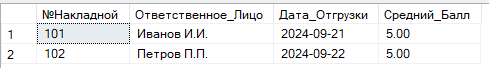 №Накладной Ответственное_Лицо Дата_Отгрузки Средний_Балл
1 101 Иванов И.И. 2024-09-21 5.00
2 102 Петров П.П. 2024-09-22 5.00